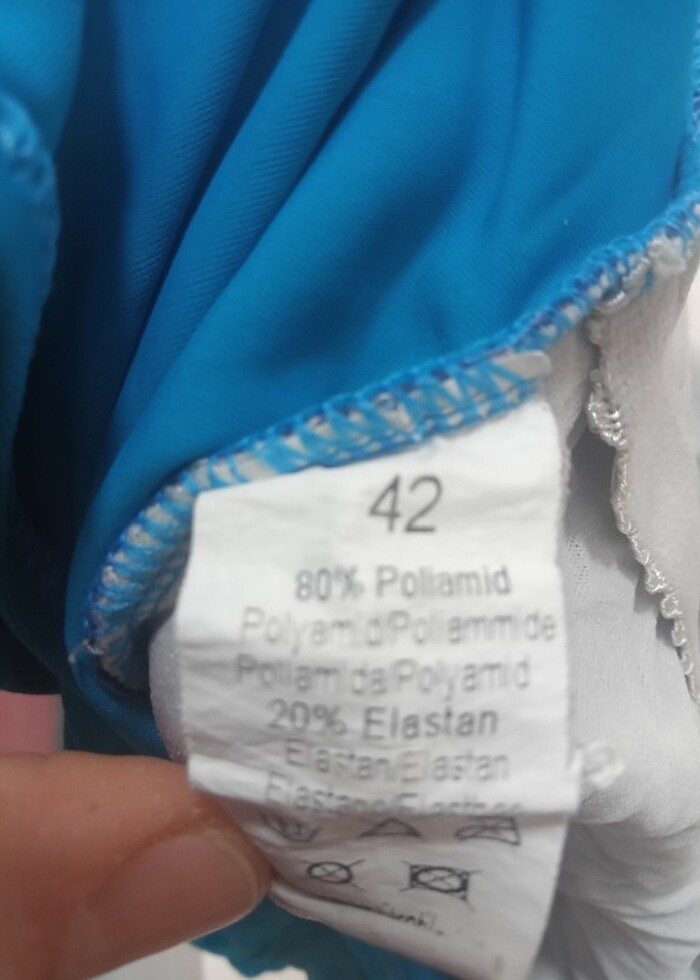 42
80% Poliamid
Polyamid/Poliammide
Poliamida/Polyamid
20% Elastan
Elastan/Elastan